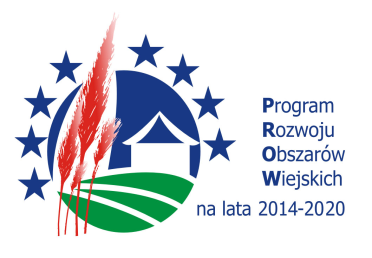 Program
Rozwoju
Obszarów
Wiejskich
na lata 2014-2020